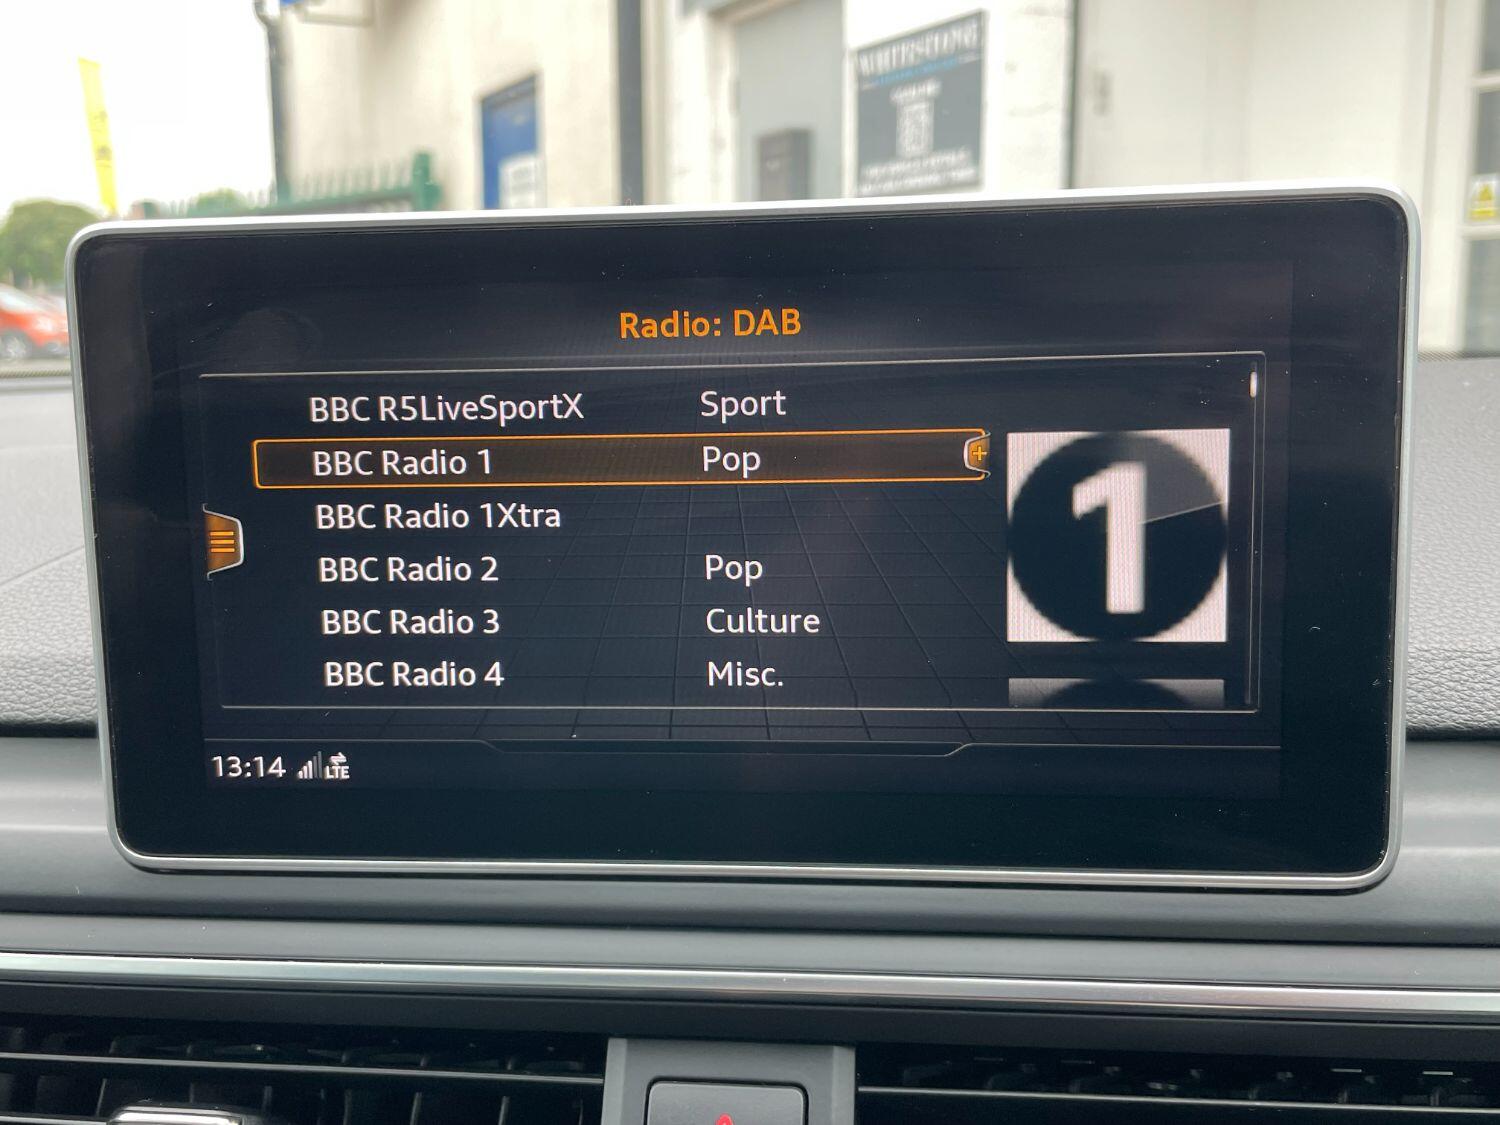 WHITESTONE
Radio: DAB
BBC R5LiveSportX Sport
BBC Radio 1 Pop
BBC Radio 1Xtra
BBC Radio 2 Pop
BBC Radio 3 Culture
BBC Radio 4 Misc.
1
13:14 LTE